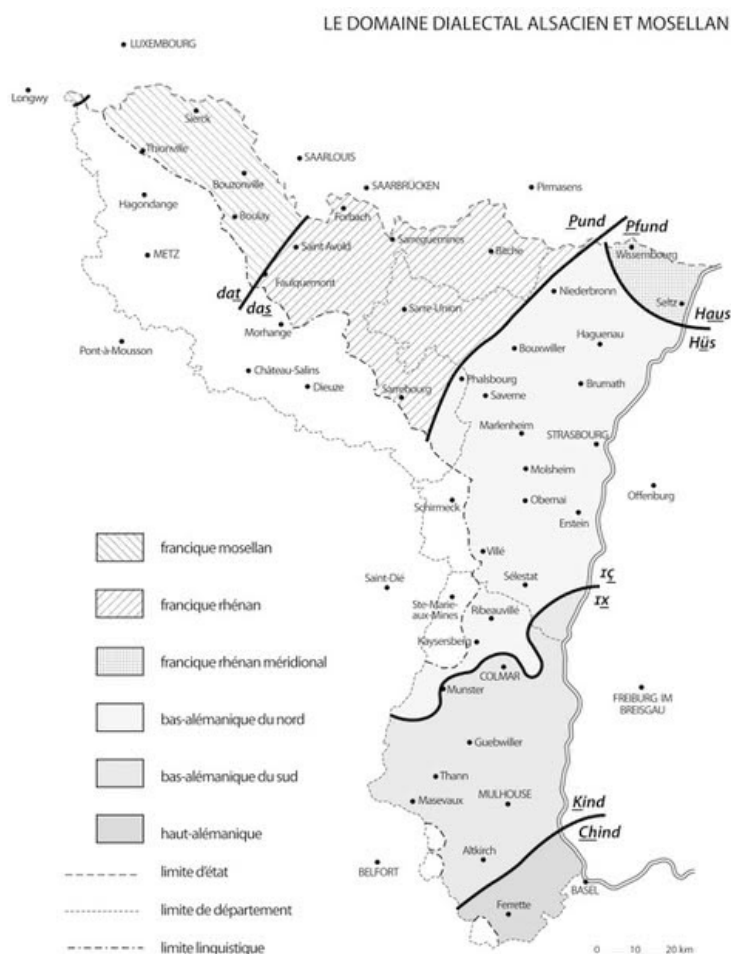 LE DOMAINE DIALECTAL ALSACIEN ET MOSELLAN
LUXEMBOURG
Longwy
Sierck
Thionville
SAARLOUIS
Bouzonville
SAARBRÜCKEN
Pirmasens
Hagondange
Forbach
Boulay
Pund
Pfund
Saint Avold
Sarreguemines
Bitche
Wissembourg
METZ
Faulquemont
dat
das
Niederbronn
Seltz
Haus
Hüs
Sarre-Union
Morhange
Pont-à-Mousson
Bouxwiller
Haguenau
Château-Salins
Dieuze
Phalsbourg
Brumath
Sarrebourg
Saverne
Marlenheim
STRASBOURG
Molsheim
Offenburg
Schirmeck
Obernai
Erstein
francique mosellan
Villé
Saint-Dié
Sélestat
ıç
ıx
francique rhénan
Ste-Marie-
aux-Mines
Ribeauvillé
Kaysersberg
francique rhénan méridional
COLMAR
Munster
FREIBURG IM
BREISGAU
bas-alémanique du nord
Guebwiller
bas-alémanique du sud
Thann
Masevaux
MULHOUSE
Kind
Chind
haut-alémanique
Altkirch
BELFORT
limite d'état
BASEL
limite de département
Ferrette
limite linguistique
0 10 20 km